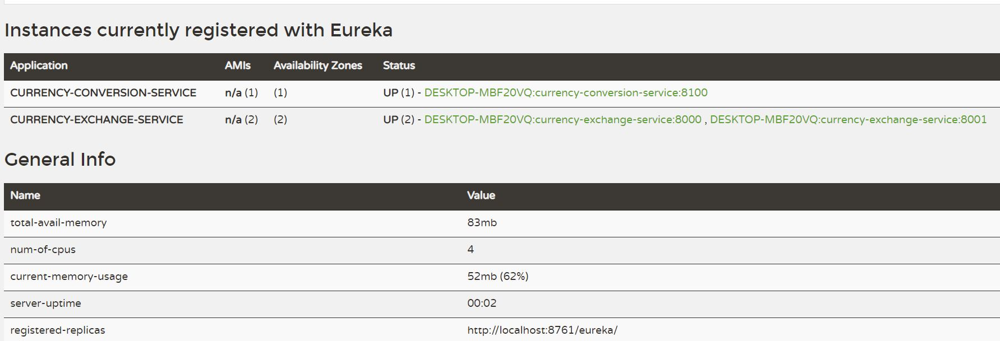 Instances currently registered with Eureka
Application AMIs Availability Zones Status
CURRENCY-CONVERSION-SERVICE n/a (1) (1) UP (1) - DESKTOP-MBF20VQ:currency-conversion-service:8100
CURRENCY-EXCHANGE-SERVICE n/a (2) (2) UP (2) - DESKTOP-MBF20VQ:currency-exchange-service:8000 , DESKTOP-MBF20VQ:currency-exchange-service:8001
General Info
Name Value
total-avail-memory 83mb
num-of-cpus 4
current-memory-usage 52mb (62%)
server-uptime 00:02
registered-replicas http://localhost:8761/eureka/